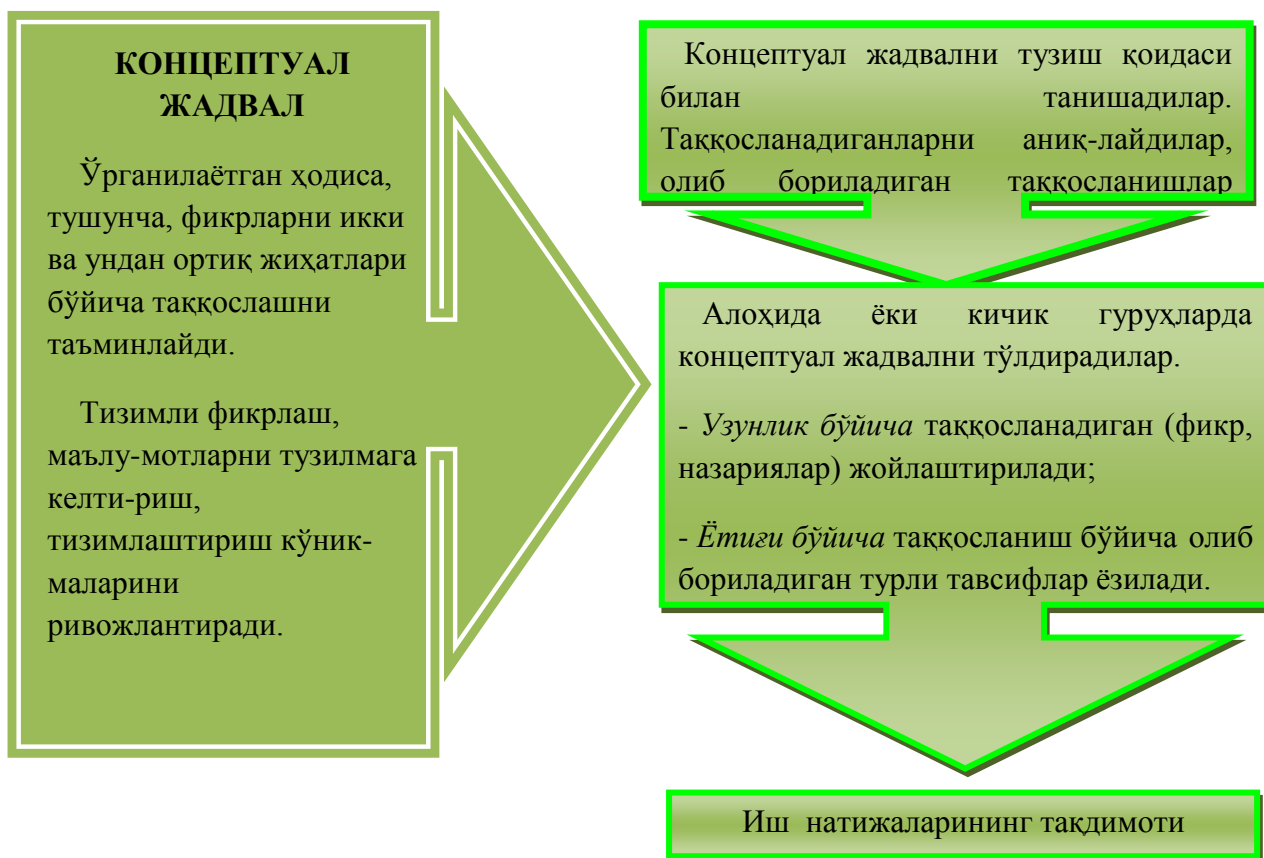 КОНЦЕПТУАЛ
ЖАДВАЛ
Ўрганилаётган ҳодиса,
тушунча, фикрларни икки
ва ундан ортиқ жиҳатлари
бўйича таққослашни
таъминлайди.
Тизимли фикрлаш,
маълу-мотларни тузилмага
келти-риш,
тизимлаштириш кўник-
маларини
ривожлантиради.
Концептуал жадвални тузиш қоидаси
билан танишадилар.
Таққосланадиганларни аниқ-лайдилар,
олиб бориладиган таққосланишлар
Алоҳида ёки кичик гуруҳларда
концептуал жадвални тўлдирадилар.
- Узунлик бўйича таққосланадиган (фикр,
назариялар) жойлаштирилади;
- Ётиғи бўйича таққосланиш бўйича олиб
бориладиган турли тавсифлар ёзилади.
Иш натижаларининг тақдимоти